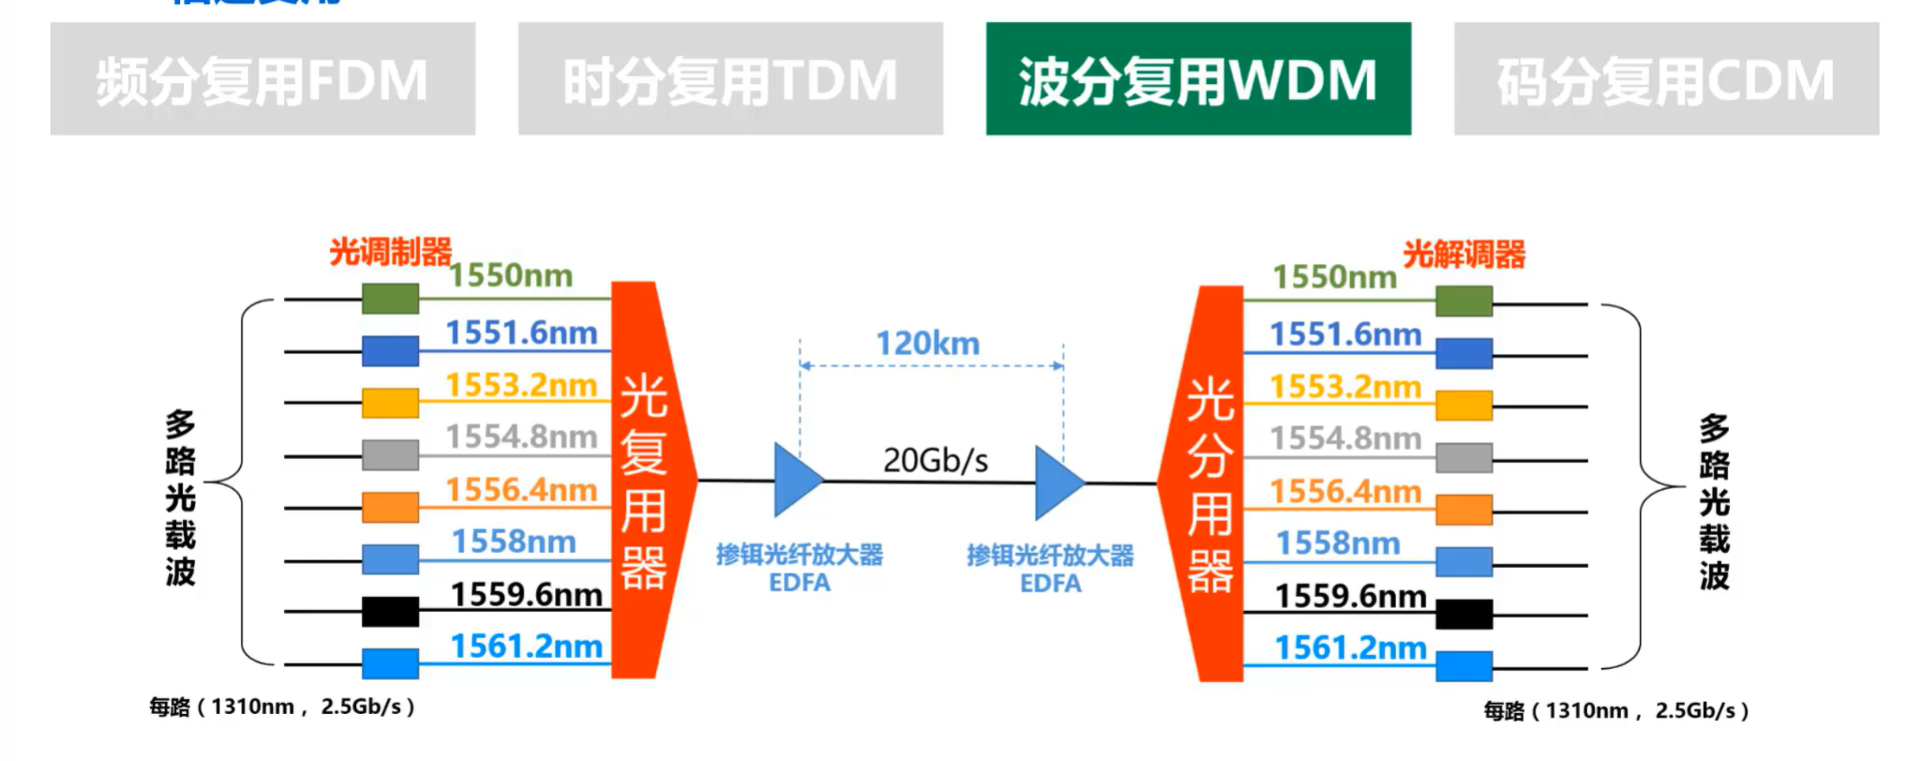 频分复用FDM
时分复用TDM
波分复用WDM
码分复用CDM
光调制器
1550nm
1551.6nm
1553.2nm
1554.8nm
1556.4nm
1558nm
1559.6nm
1561.2nm
多路光载波
每路（1310nm，2.5Gb/s）
光复用器
120km
20Gb/s
掺铒光纤放大器
EDFA
掺铒光纤放大器
EDFA
光分用器
光解调器
1550nm
1551.6nm
1553.2nm
1554.8nm
1556.4nm
1558nm
1559.6nm
1561.2nm
多路光载波
每路（1310nm，2.5Gb/s）